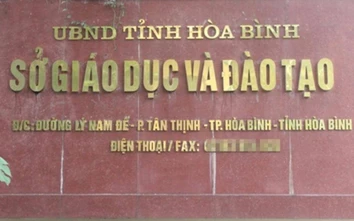 UBND TỈNH HÒA BÌNH
SỞ GIÁO DỤC VÀ ĐÀO TẠO
Đ/C: ĐƯỜNG LÝ NAM ĐẾ - P. TÂN THỊNH - TP. HÒA BÌNH - TỈNH HÒA BÌNH
ĐIỆN THOẠI / FAX: